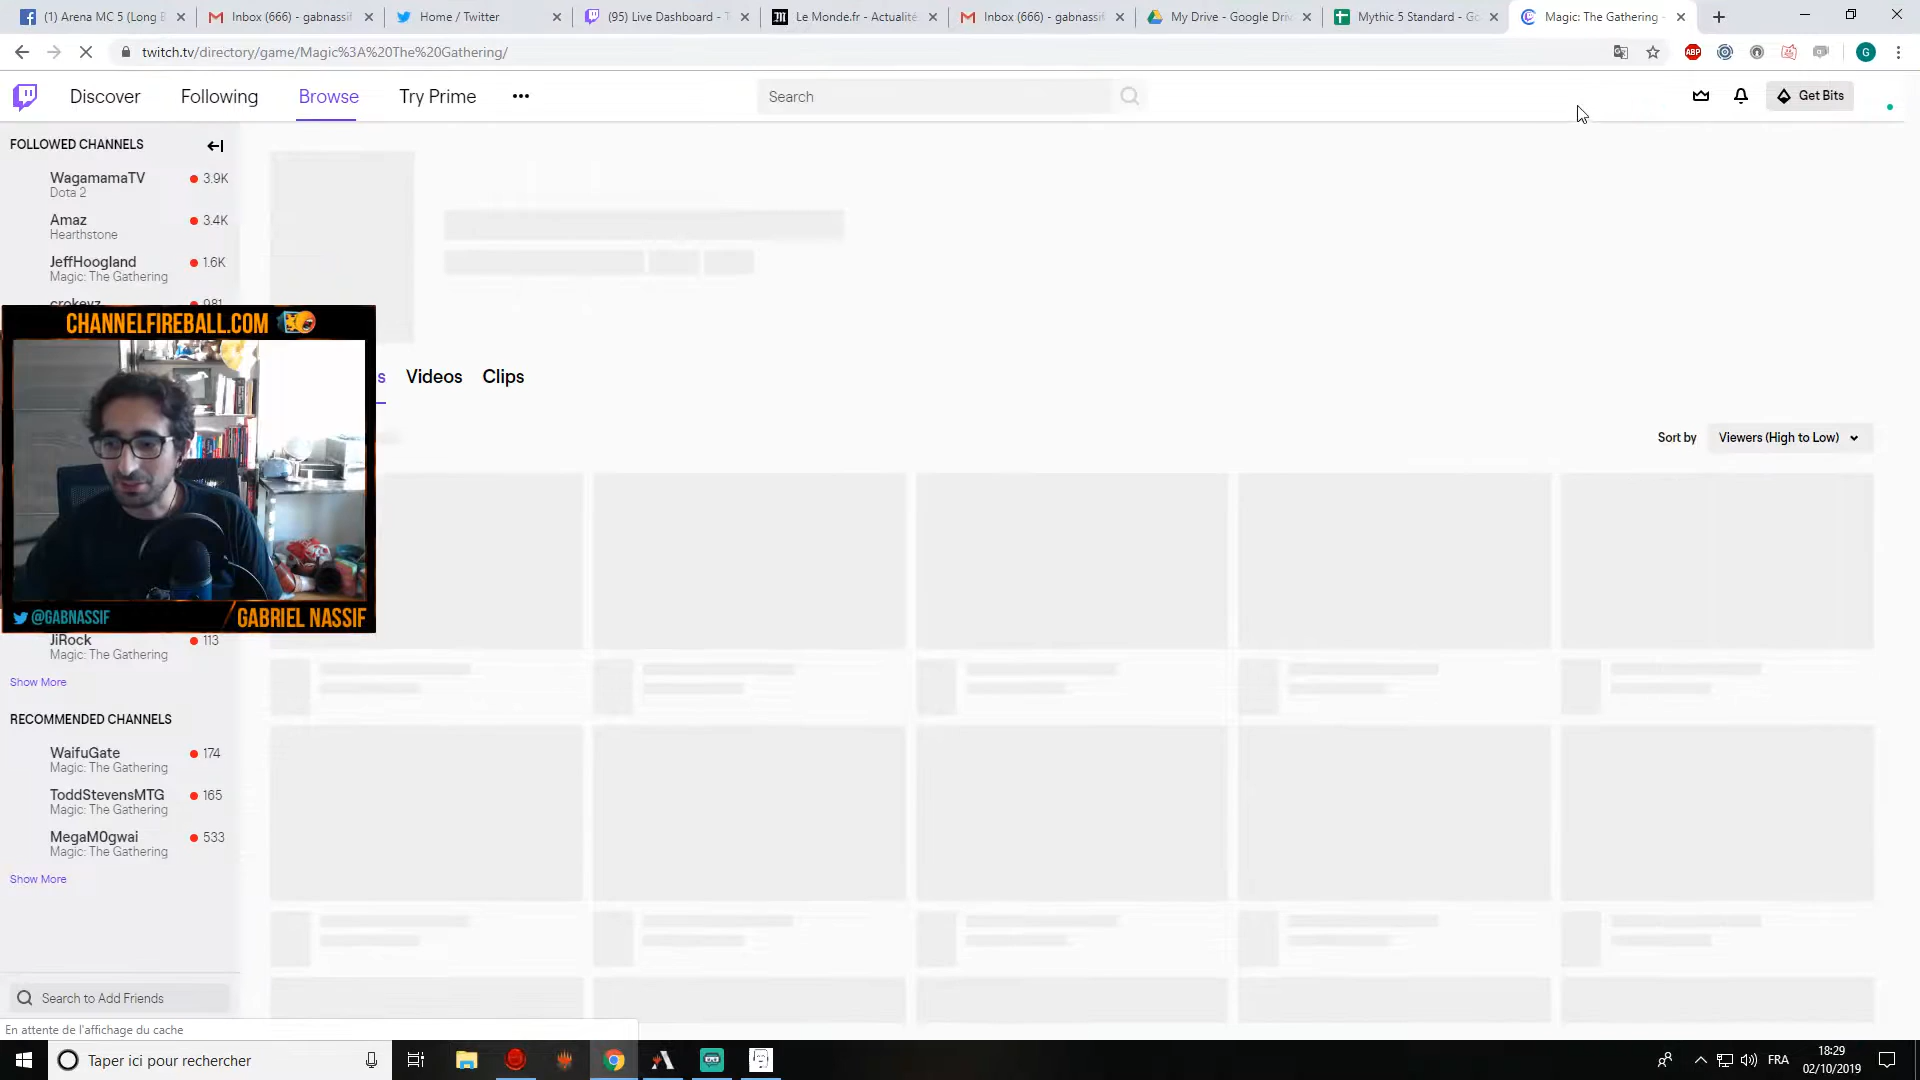 (1) Arena MC 5 (Long B
Inbox (666) - gabnassif
Home / Twitter
(95) Live Dashboard - T
Le Monde.fr - Actualité
Inbox (666) - gabnassif
My Drive - Google Driv
Mythic 5 Standard - Go
Magic: The Gathering -
twitch.tv/directory/game/Magic%3A%20The%20Gathering/
ABP
G
Discover
Following
Browse
Try Prime
Search
Get Bits
FOLLOWED CHANNELS
WagamamaTV 3.9K
Dota 2
Amaz 3.4K
Hearthstone
JeffHoogland 1.6K
Magic: The Gathering
crokeyz 981
CHANNELFIREBALL.COM
@GABNASSIF
GABRIEL NASSIF
s
Videos
Clips
Sort by
Viewers (High to Low)
JiRock 113
Magic: The Gathering
Show More
RECOMMENDED CHANNELS
WaifuGate 174
Magic: The Gathering
ToddStevensMTG 165
Magic: The Gathering
MegaM0gwai 533
Magic: The Gathering
Show More
Search to Add Friends
En attente de l'affichage du cache
Taper ici pour rechercher
FRA
18:29
02/10/2019